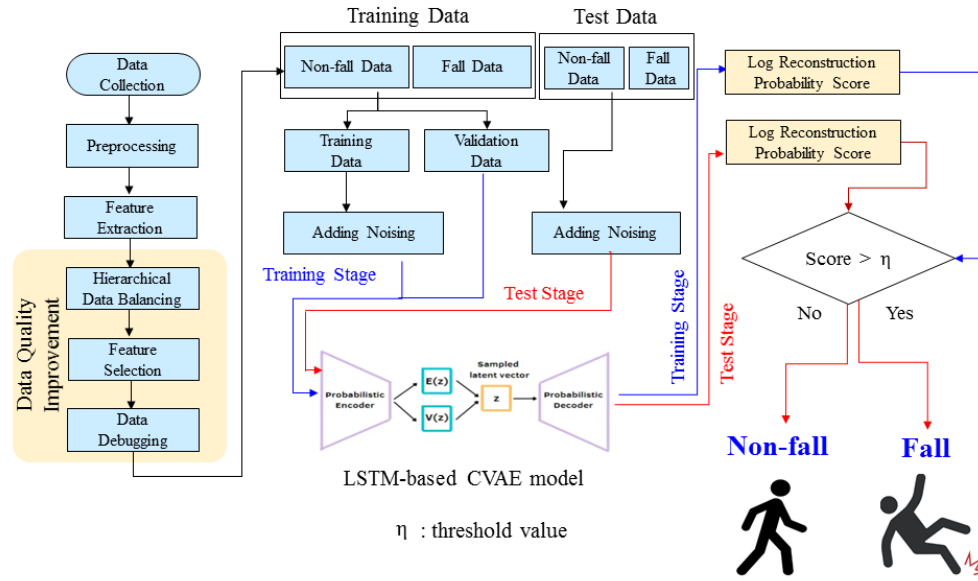 Training Data
Test Data
Data
Collection
Preprocessing
Feature
Extraction
Data Quality
Improvement
Hierarchical
Data Balancing
Feature
Selection
Data
Debugging
Non-fall Data
Fall Data
Non-fall
Data
Fall
Data
Training
Data
Validation
Data
Adding Noising
Adding Noising
Training Stage
Test Stage
Probabilistic
Encoder
E(z)
V(z)
Sampled
latent vector
z
Probabilistic
Decoder
LSTM-based CVAE model
η : threshold value
Training Stage
Test Stage
Log Reconstruction
Probability Score
Log Reconstruction
Probability Score
Score > η
No
Yes
Non-fall
Fall